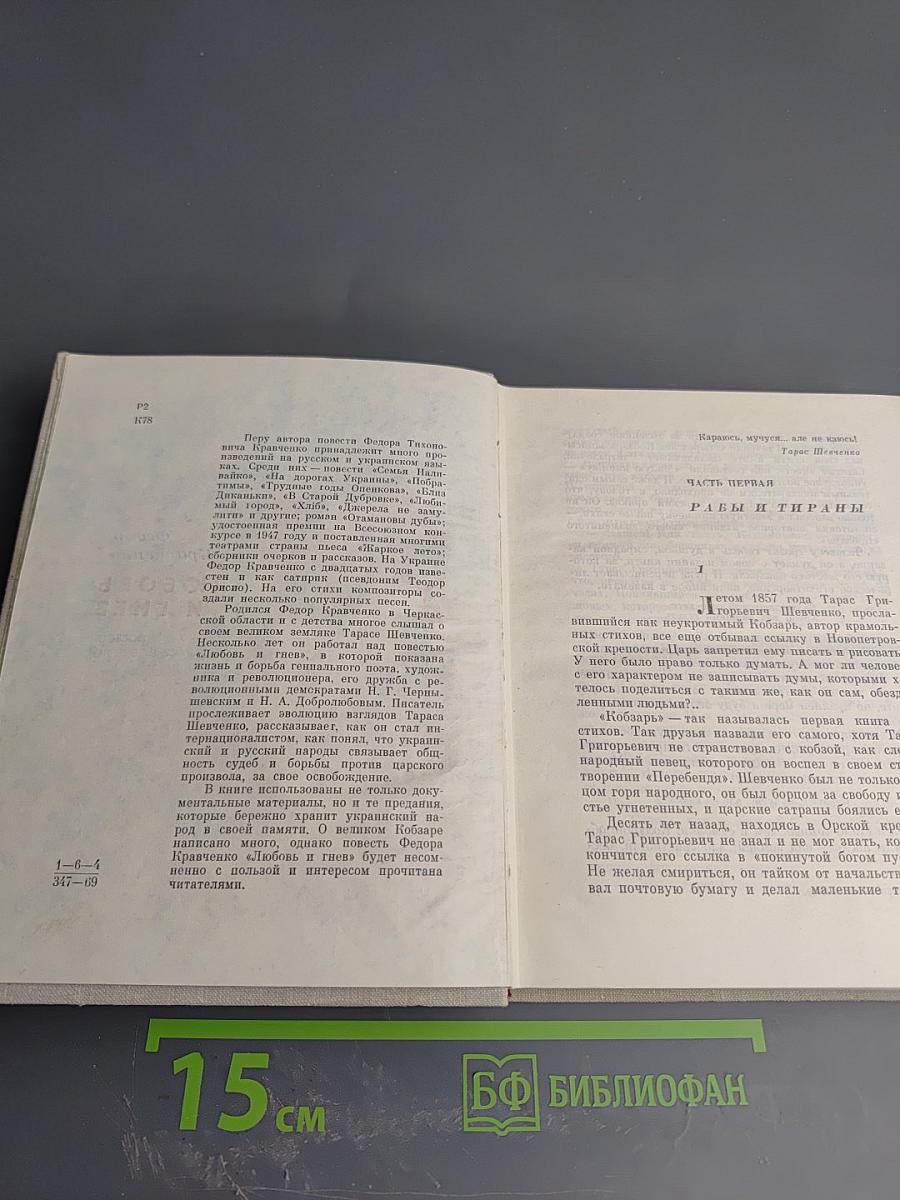 Р2
К78
Перу автора повести Федора Тихоно-
вича Кравченко принадлежит много про-
изведений на русском и украинском язы-
ках. Среди них — повести «Семья Нали-
вайко», «На дорогах Украины», «Побра-
тимы», «Трудные годы Опенкова», «Близ
Диканьки», «В Старой Дубровке», «Люби-
мый город», «Хліб», «Джерела не заму-
лити» и другие; роман «Отамановы дубы»;
удостоенная премии на Всесоюзном кон-
курсе в 1947 году и поставленная многими
театрами страны пьеса «Жаркое лето»;
сборники очерков и рассказов. На Украине
Федор Кравченко с двадцатых годов изве-
стен и как сатирик (псевдоним Теодор
Орисио). На его стихи композиторы со-
здали несколько популярных песен.
Родился Федор Кравченко в Черкас-
ской области и с детства многое слышал о
своем великом земляке Тарасе Шевченко.
Несколько лет он работал над повестью
«Любовь и гнев», в которой показана
жизнь и борьба гениального поэта, худож-
ника и революционера, его дружба с ре-
волюционными демократами Н. Г. Черны-
шевским и Н. А. Добролюбовым. Писатель
прослеживает эволюцию взглядов Тараса
Шевченко, рассказывает, как он стал ин-
тернационалистом, как понял, что украин-
ский и русский народы связывает общ-
ность судеб и борьбы против царского
произвола, за свое освобождение.
В книге использованы не только доку-
ментальные материалы, но и те предания,
которые бережно хранит украинский на-
род в своей памяти. О великом Кобзаре
написано много, однако повесть Федора
Кравченко «Любовь и гнев» будет несом-
ненно с пользой и интересом прочитана
читателями.
1—6—4
347—69
Караюсь, мучуся... але не каюсь!
Тарас Шевченко
ЧАСТЬ ПЕРВАЯ
РАБЫ И ТИРАНЫ
1
Летом 1857 года Тарас Гри-
горьевич Шевченко, просла-
вившийся как неукротимый Кобзарь, автор крамоль-
ных стихов, все еще отбывал ссылку в Новопетров-
ской крепости. Царь запретил ему писать и рисовать.
У него было право только думать. А мог ли челове
с его характером не записывать думы, которыми х
телось поделиться с такими же, как он сам, обезд
ленными людьми?..
«Кобзарь» — так называлась первая книга
стихов. Так друзья назвали его самого, хотя Та
Григорьевич не странствовал с кобзой, как сле
народный певец, которого он воспел в своем ст
творении «Перебендя». Шевченко был не только
цом горя народного, он был борцом за свободу и
стье угнетенных, и царские сатрапы боялись е
Десять лет назад, находясь в Орской кре
Тарас Григорьевич не знал и не мог знать, ко
кончится его ссылка в «покинутой богом пу
Не желая смириться, он тайком от начальств
вал почтовую бумагу и делал маленькие т
15 см
БФ БИБЛИОФАН